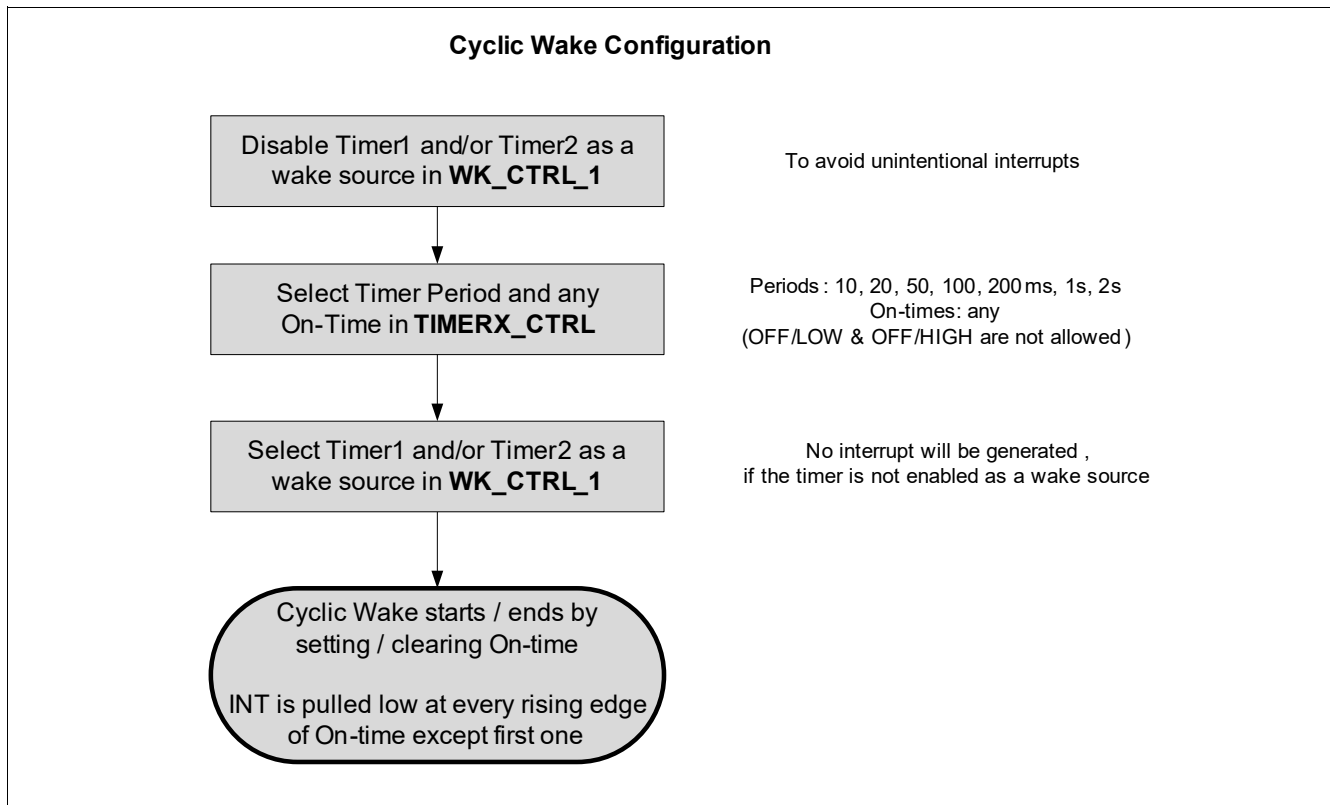 Cyclic Wake Configuration
Disable Timer1 and/or Timer2 as a
wake source in WK_CTRL_1
To avoid unintentional interrupts
Select Timer Period and any
On-Time in TIMERX_CTRL
Periods : 10, 20, 50, 100, 200 ms, 1s, 2s
On-times: any
(OFF/LOW & OFF/HIGH are not allowed )
Select Timer1 and/or Timer2 as a
wake source in WK_CTRL_1
No interrupt will be generated ,
if the timer is not enabled as a wake source
Cyclic Wake starts / ends by
setting / clearing On-time
INT is pulled low at every rising edge
of On-time except first one